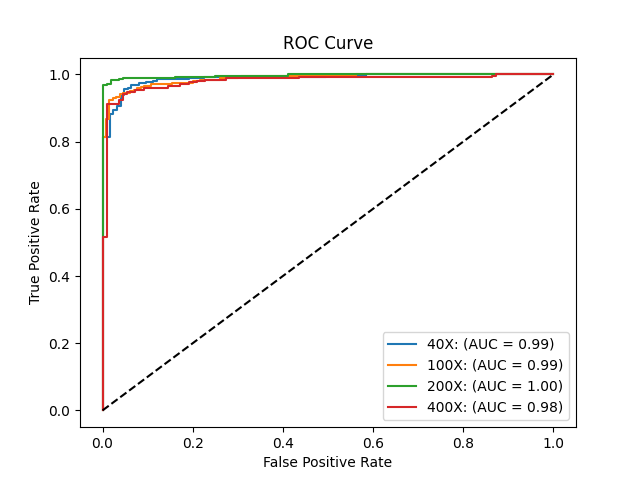 ROC Curve
True Positive Rate
1.0
0.8
0.6
0.4
0.2
0.0
40X: (AUC = 0.99)
100X: (AUC = 0.99)
200X: (AUC = 1.00)
400X: (AUC = 0.98)
0.0 0.2 0.4 0.6 0.8 1.0
False Positive Rate